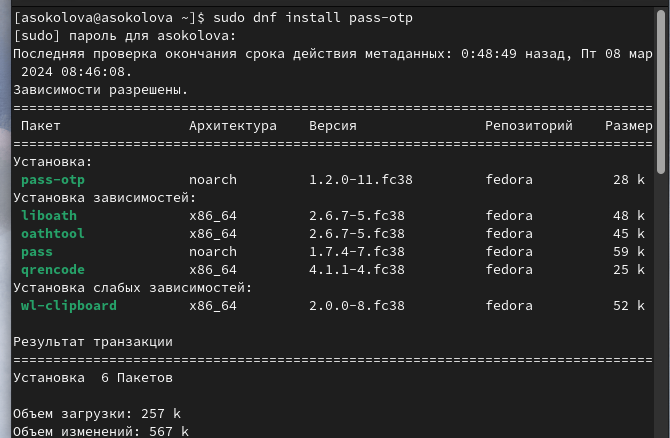 [asokolova@asokolova ~]$ sudo dnf install pass-otp
[sudo] пароль для asokolova:
Последняя проверка окончания срока действия метаданных: 0:48:49 назад, Пт 08 мар
 2024 08:46:08.
Зависимости разрешены.
================================================================================
 Пакет                Архитектура    Версия                Репозиторий    Размер
================================================================================
Установка:
 pass-otp             noarch         1.2.0-11.fc38         fedora          28 k
Установка зависимостей:
 liboath              x86_64         2.6.7-5.fc38          fedora          48 k
 oathtool             x86_64         2.6.7-5.fc38          fedora          45 k
 pass                 noarch         1.7.4-7.fc38          fedora          59 k
 qrencode             x86_64         4.1.1-4.fc38          fedora          25 k
Установка слабых зависимостей:
 wl-clipboard         x86_64         2.0.0-8.fc38          fedora          52 k

Результат транзакции
================================================================================
Установка  6 Пакетов

Объем загрузки: 257 k
Объем изменений: 567 k